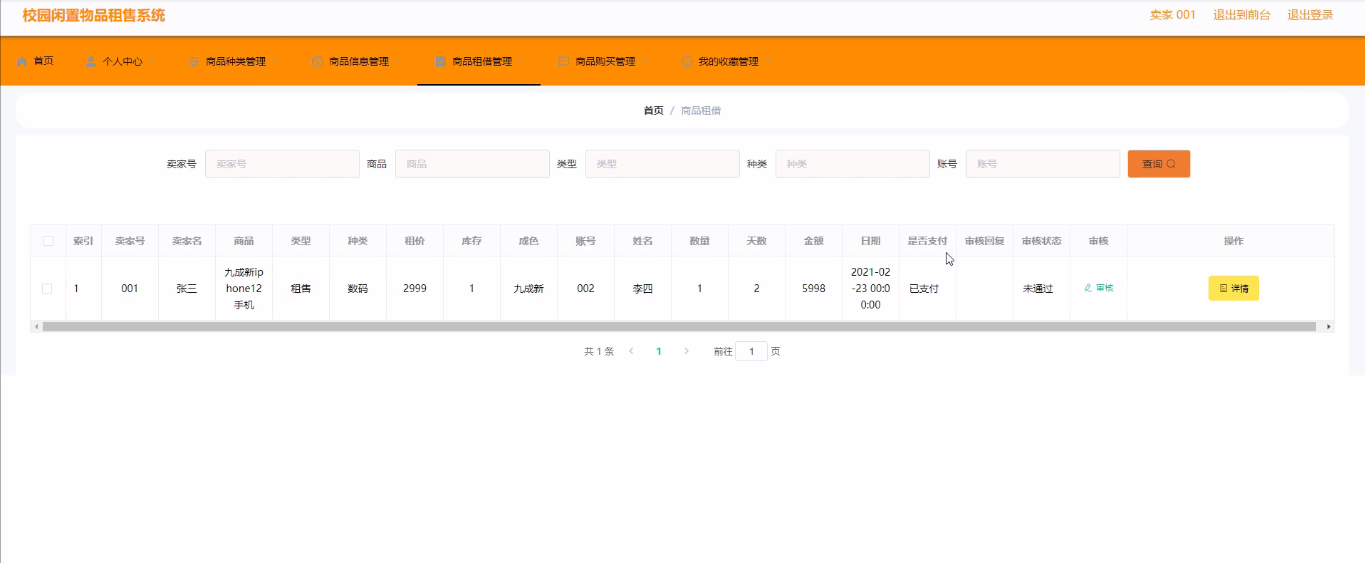 校园闲置物品租售系统 卖家 001 退出到前台 退出登录
首页 个人中心 商品种类管理 商品信息管理 商品租借管理 商品购买管理 我的收藏管理
首页 / 商品租借
卖家号 卖家号 商品 商品 类型 类型 种类 种类 账号 账号 查询
索引 卖家号 卖家名 商品 类型 种类 租价 库存 成色 账号 姓名 数量 天数 金额 日期 是否支付 审核回复 审核状态 审核 操作
1 001 张三 九成新iphone12手机 租售 数码 2999 1 九成新 002 李四 1 2 5998 2021-02-23 00:00:00 已支付 未通过 审核 详情
共 1 条 1 前往 1 页